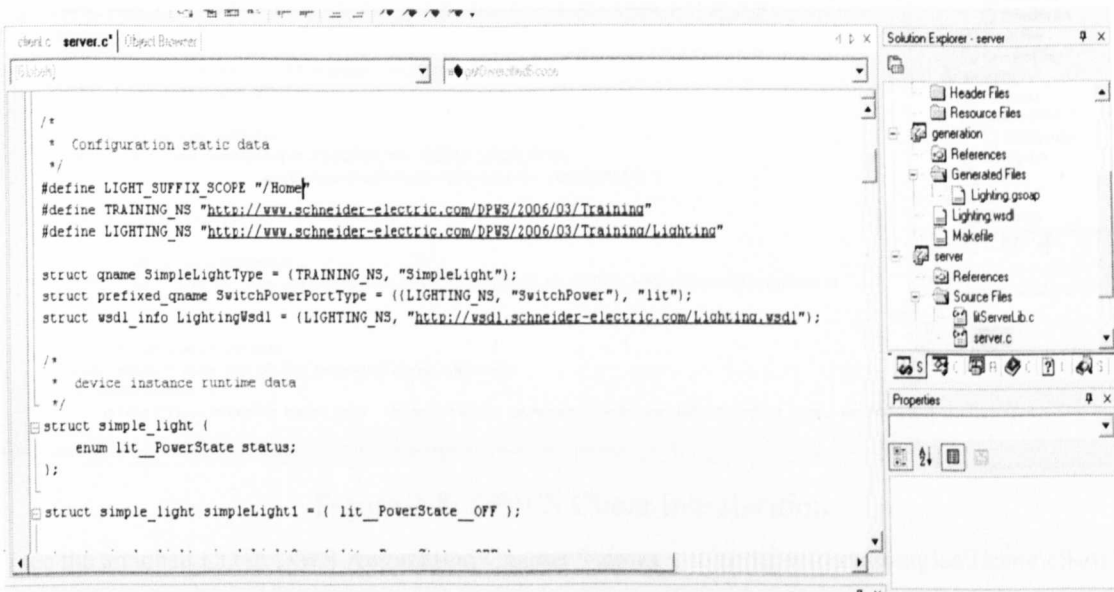 client.c server.c* Object Browser
(Globals)
/*
* Configuration static data
*/
#define LIGHT_SUFFIX_SCOPE "/Home"
#define TRAINING_NS "http://www.schneider-electric.com/DPWS/2006/03/Training"
#define LIGHTING_NS "http://www.schneider-electric.com/DPWS/2006/03/Training/Lighting"
struct qname SimpleLightType = {TRAINING_NS, "SimpleLight"};
struct prefixed_qname SwitchPowerPortType = {{LIGHTING_NS, "SwitchPower"}, "lit"};
struct wsdl_info LightingWsdl = {LIGHTING_NS, "http://wsdl.schneider-electric.com/Lighting.wsdl"};
/*
* device instance runtime data
*/
struct simple_light {
enum lit__PowerState status;
};
struct simple_light simpleLight1 = { lit__PowerState__OFF };
Solution Explorer - server
Header Files
Resource Files
generation
References
Generated Files
Lighting.gsoap
Lighting.wsdl
Makefile
server
References
Source Files
litServerLib.c
server.c
Properties